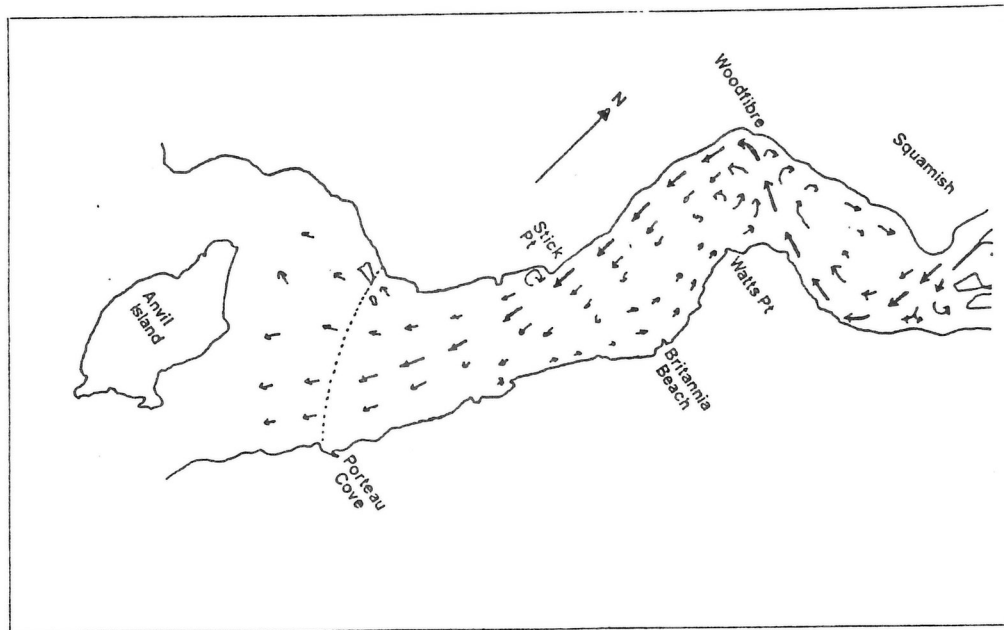 Woodfibre
N
Squamish
Stick
Pt
Anvil
Island
Watts Pt
Britannia
Beach
Porteau
Cove